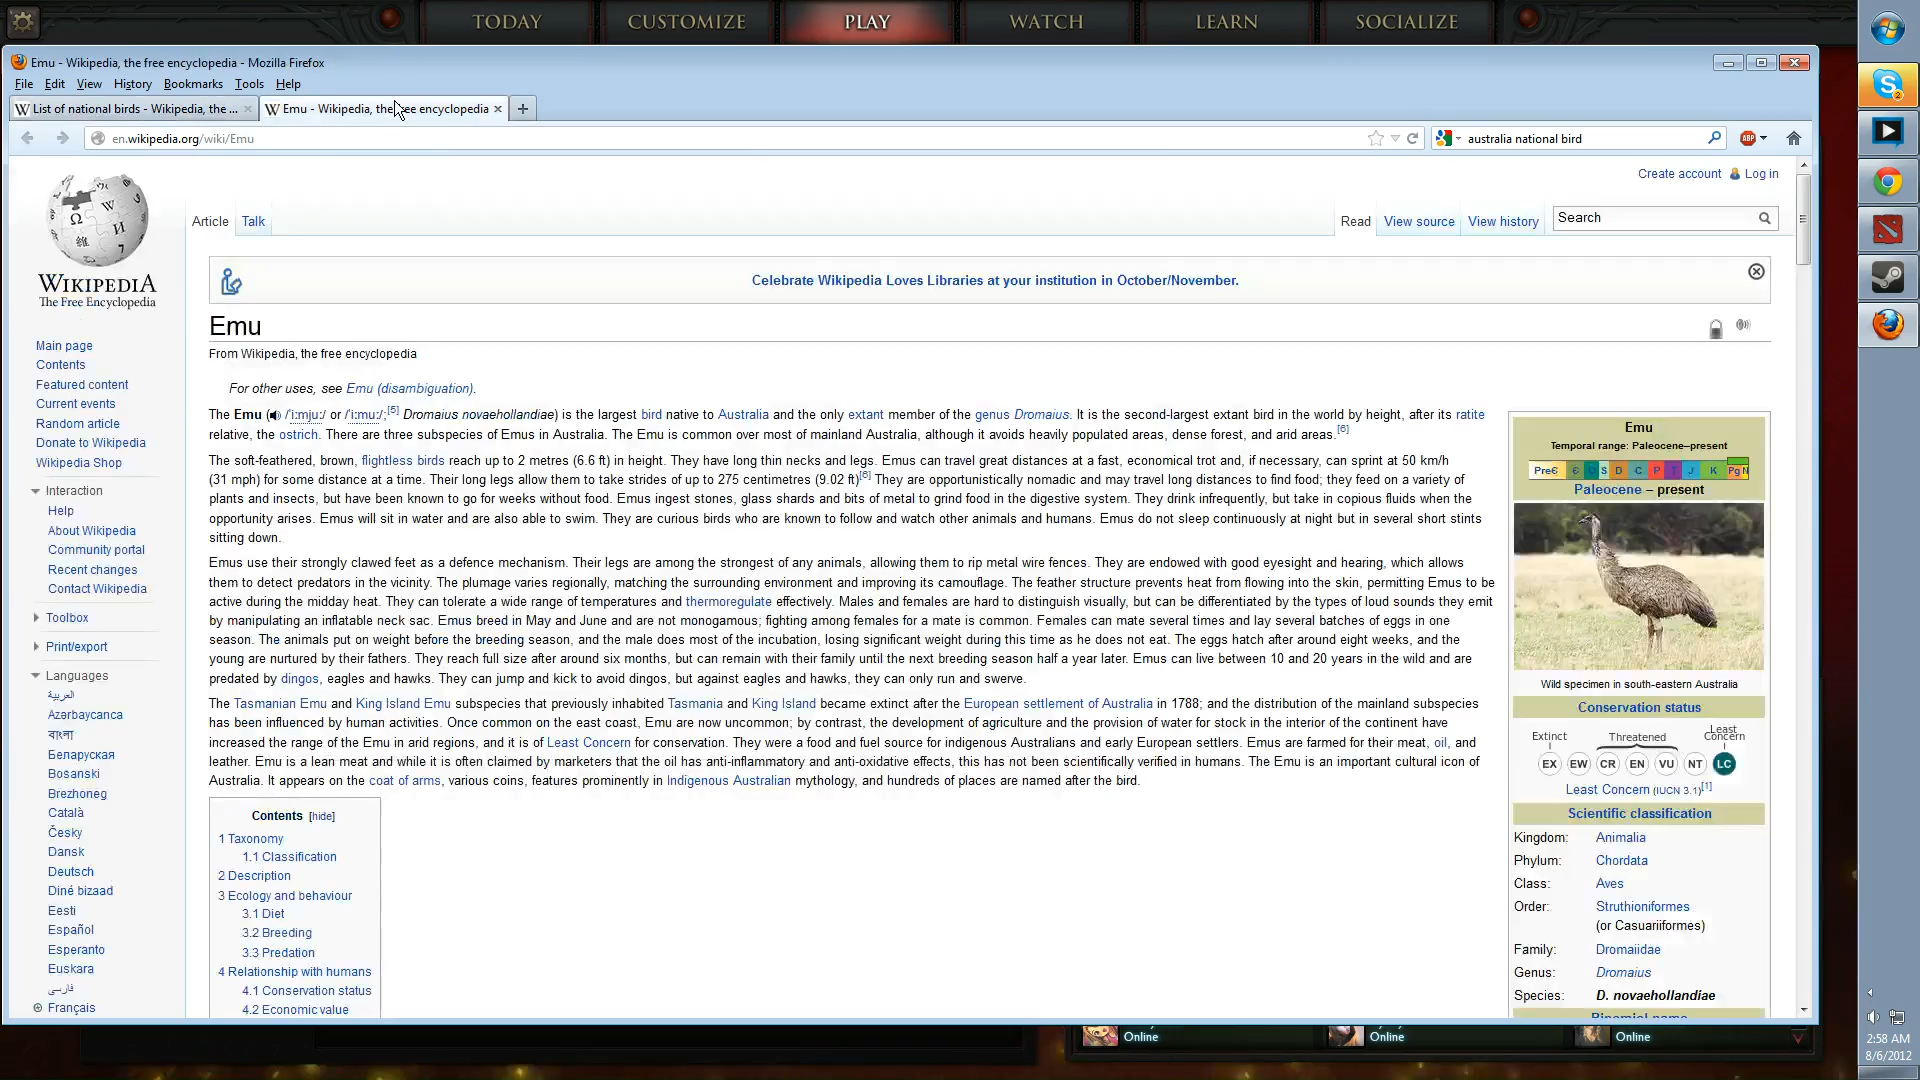 TODAY
CUSTOMIZE
PLAY
WATCH
LEARN
SOCIALIZE
Emu - Wikipedia, the free encyclopedia - Mozilla Firefox
File Edit View History Bookmarks Tools Help
List of national birds - Wikipedia, the ...
Emu - Wikipedia, the free encyclopedia
en.wikipedia.org/wiki/Emu
australia national bird
ABP
Create account Log in
Article Talk
Read View source View history
Search
WIKIPEDIA
The Free Encyclopedia
Main page
Contents
Featured content
Current events
Random article
Donate to Wikipedia
Wikipedia Shop
Interaction
Help
About Wikipedia
Community portal
Recent changes
Contact Wikipedia
Toolbox
Print/export
Languages
العربية
Azərbaycanca
বাংলা
Беларуская
Bosanski
Brezhoneg
Català
Česky
Dansk
Deutsch
Diné bizaad
Eesti
Español
Esperanto
Euskara
فارسی
Français
Celebrate Wikipedia Loves Libraries at your institution in October/November.
Emu
From Wikipedia, the free encyclopedia
For other uses, see Emu (disambiguation).
The Emu (/ˈiːmjuː/ or /ˈiːmuː/;[5] Dromaius novaehollandiae) is the largest bird native to Australia and the only extant member of the genus Dromaius. It is the second-largest extant bird in the world by height, after its ratite
relative, the ostrich. There are three subspecies of Emus in Australia. The Emu is common over most of mainland Australia, although it avoids heavily populated areas, dense forest, and arid areas.[6]
The soft-feathered, brown, flightless birds reach up to 2 metres (6.6 ft) in height. They have long thin necks and legs. Emus can travel great distances at a fast, economical trot and, if necessary, can sprint at 50 km/h
(31 mph) for some distance at a time. Their long legs allow them to take strides of up to 275 centimetres (9.02 ft)[6] They are opportunistically nomadic and may travel long distances to find food; they feed on a variety of
plants and insects, but have been known to go for weeks without food. Emus ingest stones, glass shards and bits of metal to grind food in the digestive system. They drink infrequently, but take in copious fluids when the
opportunity arises. Emus will sit in water and are also able to swim. They are curious birds who are known to follow and watch other animals and humans. Emus do not sleep continuously at night but in several short stints
sitting down.
Emus use their strongly clawed feet as a defence mechanism. Their legs are among the strongest of any animals, allowing them to rip metal wire fences. They are endowed with good eyesight and hearing, which allows
them to detect predators in the vicinity. The plumage varies regionally, matching the surrounding environment and improving its camouflage. The feather structure prevents heat from flowing into the skin, permitting Emus to be
active during the midday heat. They can tolerate a wide range of temperatures and thermoregulate effectively. Males and females are hard to distinguish visually, but can be differentiated by the types of loud sounds they emit
by manipulating an inflatable neck sac. Emus breed in May and June and are not monogamous; fighting among females for a mate is common. Females can mate several times and lay several batches of eggs in one
season. The animals put on weight before the breeding season, and the male does most of the incubation, losing significant weight during this time as he does not eat. The eggs hatch after around eight weeks, and the
young are nurtured by their fathers. They reach full size after around six months, but can remain with their family until the next breeding season half a year later. Emus can live between 10 and 20 years in the wild and are
predated by dingos, eagles and hawks. They can jump and kick to avoid dingos, but against eagles and hawks, they can only run and swerve.
The Tasmanian Emu and King Island Emu subspecies that previously inhabited Tasmania and King Island became extinct after the European settlement of Australia in 1788; and the distribution of the mainland subspecies
has been influenced by human activities. Once common on the east coast, Emu are now uncommon; by contrast, the development of agriculture and the provision of water for stock in the interior of the continent have
increased the range of the Emu in arid regions, and it is of Least Concern for conservation. They were a food and fuel source for indigenous Australians and early European settlers. Emus are farmed for their meat, oil, and
leather. Emu is a lean meat and while it is often claimed by marketers that the oil has anti-inflammatory and anti-oxidative effects, this has not been scientifically verified in humans. The Emu is an important cultural icon of
Australia. It appears on the coat of arms, various coins, features prominently in Indigenous Australian mythology, and hundreds of places are named after the bird.
Contents [hide]
1 Taxonomy
1.1 Classification
2 Description
3 Ecology and behaviour
3.1 Diet
3.2 Breeding
3.3 Predation
4 Relationship with humans
4.1 Conservation status
4.2 Economic value
Emu
Temporal range: Paleocene–present
PreЄ Є O S D C P T J K Pg N
Paleocene – present
Wild specimen in south-eastern Australia
Conservation status
Extinct
Threatened
Least
Concern
EX EW CR EN VU NT LC
Least Concern (IUCN 3.1)[1]
Scientific classification
Kingdom: Animalia
Phylum: Chordata
Class: Aves
Order: Struthioniformes
(or Casuariiformes)
Family: Dromaiidae
Genus: Dromaius
Species: D. novaehollandiae
Binomial name
Online
Online
Online
2:58 AM
8/6/2012